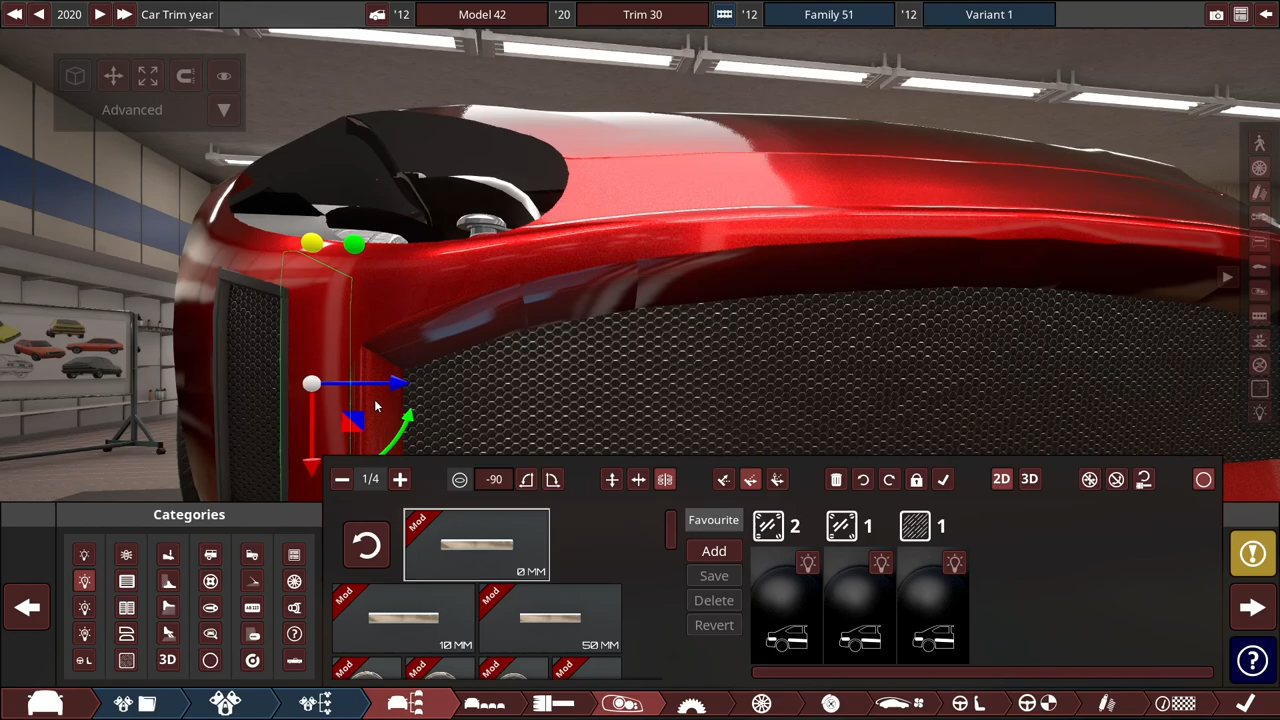 2020 Car Trim year '12 Model 42 '20 Trim 30 '12 Family 51 '12 Variant 1
Advanced
1/4 -90 2D 3D
Categories
Mod
0 MM
Mod
10 MM
Mod
50 MM
Mod Mod Mod Mod
Favourite
Add
Save
Delete
Revert
2 1 1
L
AB 123
3D